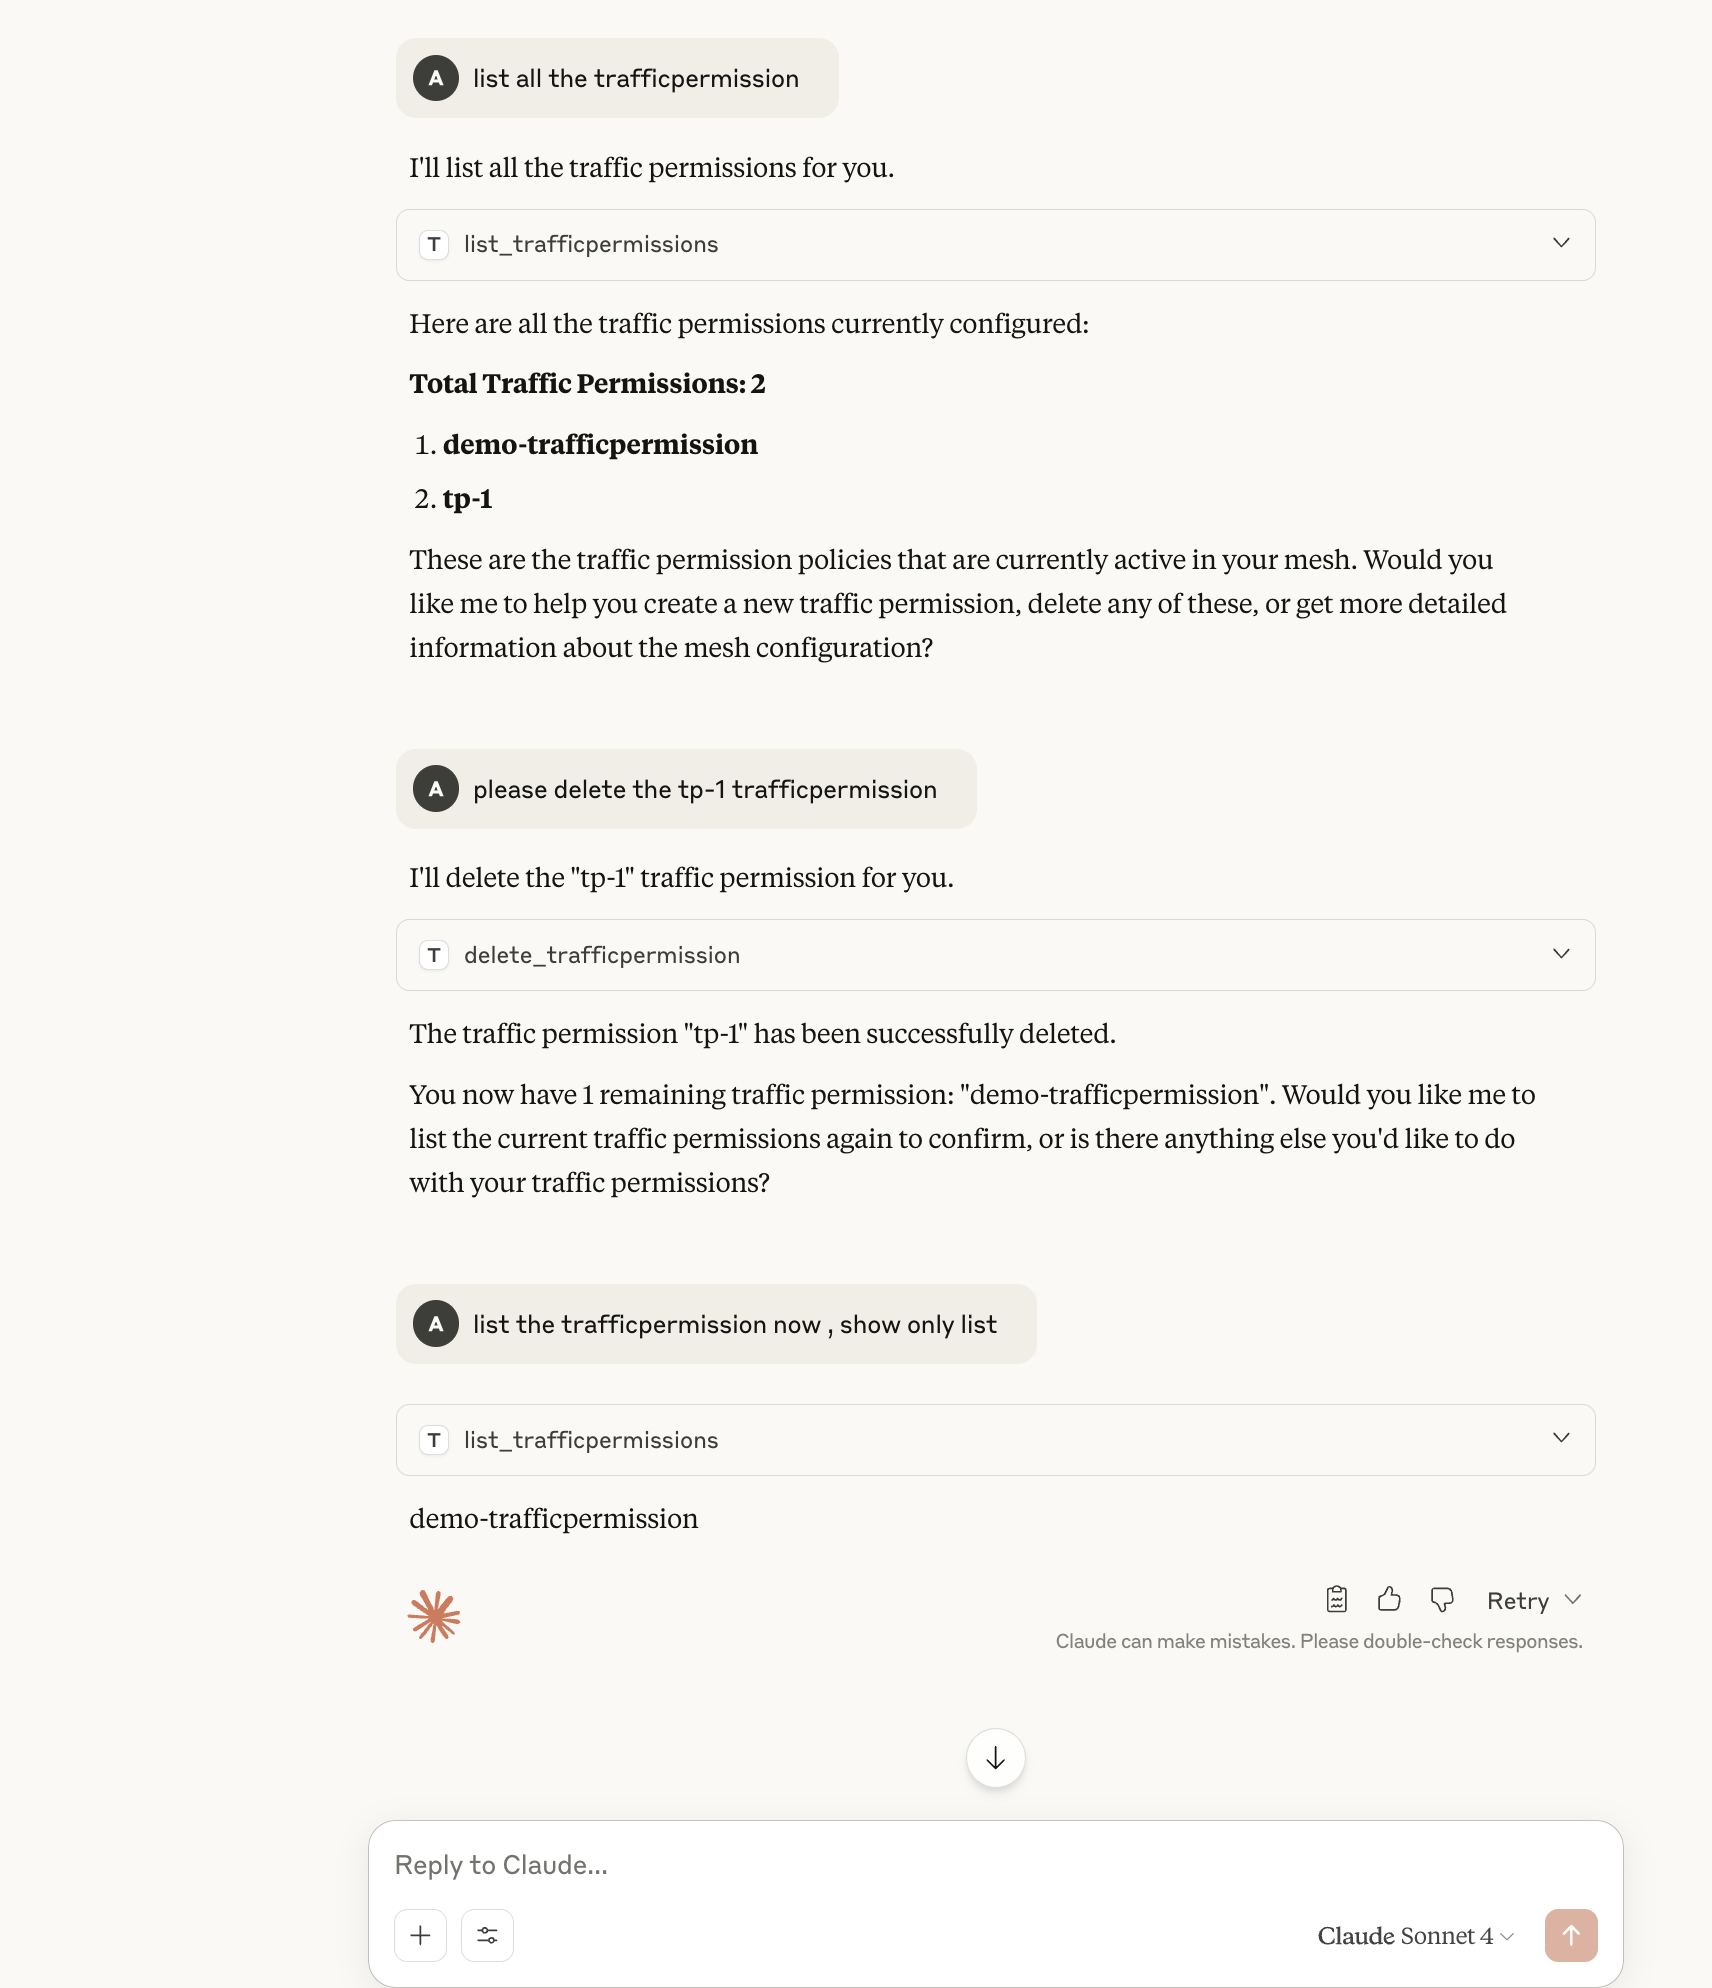 A
list all the trafficpermission
I'll list all the traffic permissions for you.
T list_trafficpermissions
Here are all the traffic permissions currently configured:
Total Traffic Permissions: 2
1. demo-trafficpermission
2. tp-1
These are the traffic permission policies that are currently active in your mesh. Would you
like me to help you create a new traffic permission, delete any of these, or get more detailed
information about the mesh configuration?
A
please delete the tp-1 trafficpermission
I'll delete the "tp-1" traffic permission for you.
T delete_trafficpermission
The traffic permission "tp-1" has been successfully deleted.
You now have 1 remaining traffic permission: "demo-trafficpermission". Would you like me to
list the current traffic permissions again to confirm, or is there anything else you'd like to do
with your traffic permissions?
A
list the trafficpermission now , show only list
T list_trafficpermissions
demo-trafficpermission
Retry
Claude can make mistakes. Please double-check responses.
Reply to Claude...
Claude Sonnet 4